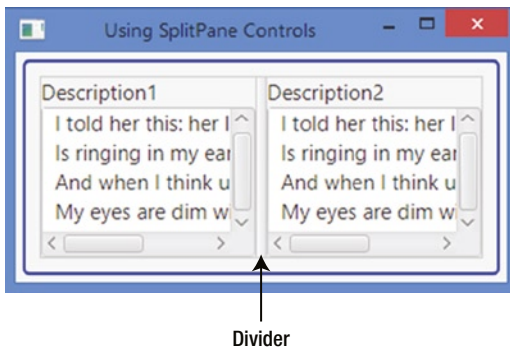 Using SplitPane Controls
Description1
I told her this: her l
Is ringing in my ear
And when I think u
My eyes are dim w
Description2
I told her this: her l
Is ringing in my ear
And when I think u
My eyes are dim w
Divider